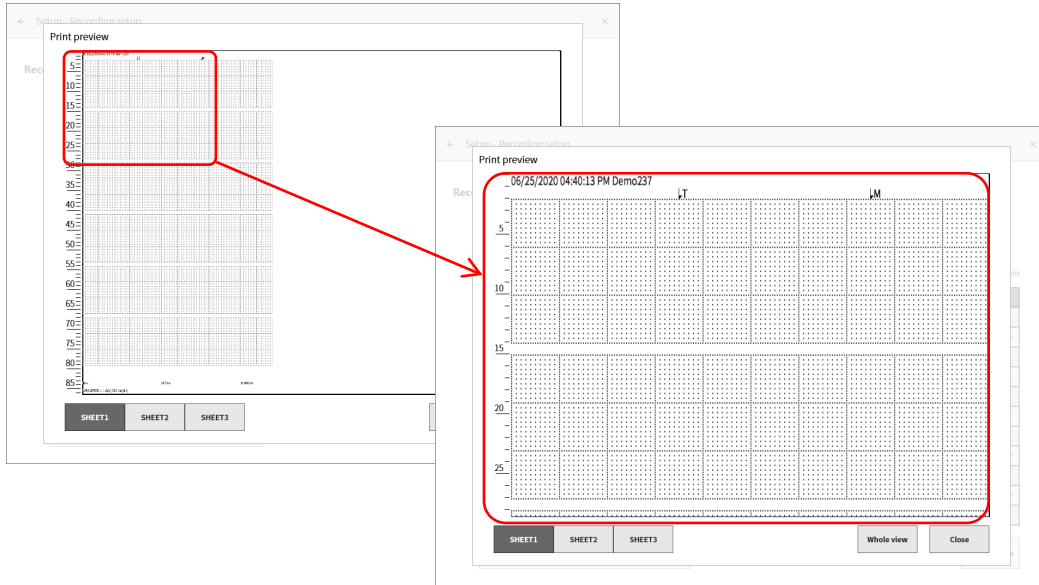 ← Setup - Recording setup ×
Print preview
Reco
5
10
15
20
25
30
35
40
45
50
55
60
65
70
75
80
85
SHEET1 SHEET2 SHEET3
← Setup - Recording setup ×
Print preview
Rec
06/25/2020 04:40:13 PM Demo237
T M
5
10
15
20
25
SHEET1 SHEET2 SHEET3 Whole view Close